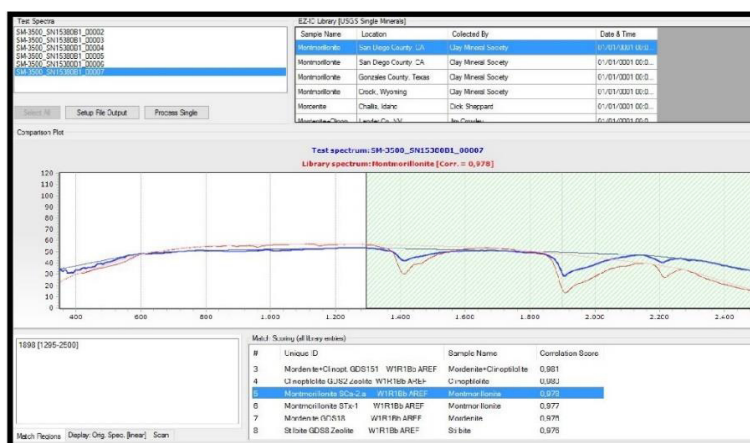 Test Spectra
SM-3500_SN15380B1_00002
SM-3500_SN15380B1_00003
SM-3500_SN15380B1_00004
SM-3500_SN15380B1_00005
SM-3500_SN15380B1_00006
SM-3500_SN15380B1_00007
Select All Setup File Output Process Single
EZ-IC Library [USGS Single Minerals]
Sample Name Location Collected By Date & Time
Montmorillonite San Diego County, CA Clay Mineral Society 01/01/0001 00:0...
Montmorillonite San Diego County, CA Clay Mineral Society 01/01/0001 00:0...
Montmorillonite Gonzales County, Texas Clay Mineral Society 01/01/0001 00:0...
Montmorillonite Crook, Wyoming Clay Mineral Society 01/01/0001 00:0...
Mordenite Challis, Idaho Dick Sheppard 01/01/0001 00:0...
Comparison Plot
Test spectrum: SM-3500_SN15380B1_00007
Library spectrum: Montmorillonite [Corr. = 0,978]
120
110
100
90
80
70
60
50
40
30
20
10
0
400 600 800 1.000 1.200 1.400 1.600 1.800 2.000 2.200 2.400
1898 [1295-2500]
Match Regions Display: Orig. Spec. [linear] Scan
Match Scoring (all library entries)
# Unique ID Sample Name Correlation Score
3 Mordenite+Clinopt. GDS151 W1R1Bb AREF Mordenite+Clinoptilolite 0,981
4 Clinoptilolite GDS2 Zeolite W1R1Bb AREF Clinoptilolite 0,980
5 Montmorillonite SCa-2.a W1R1Bb AREF Montmorillonite 0,978
6 Montmorillonite STx-1 W1R1Bb AREF Montmorillonite 0,977
7 Mordenite GDS18 W1R1Bb AREF Mordenite 0,976
8 Stilbite GDS8 Zeolite W1R1Bb AREF Stilbite 0,976